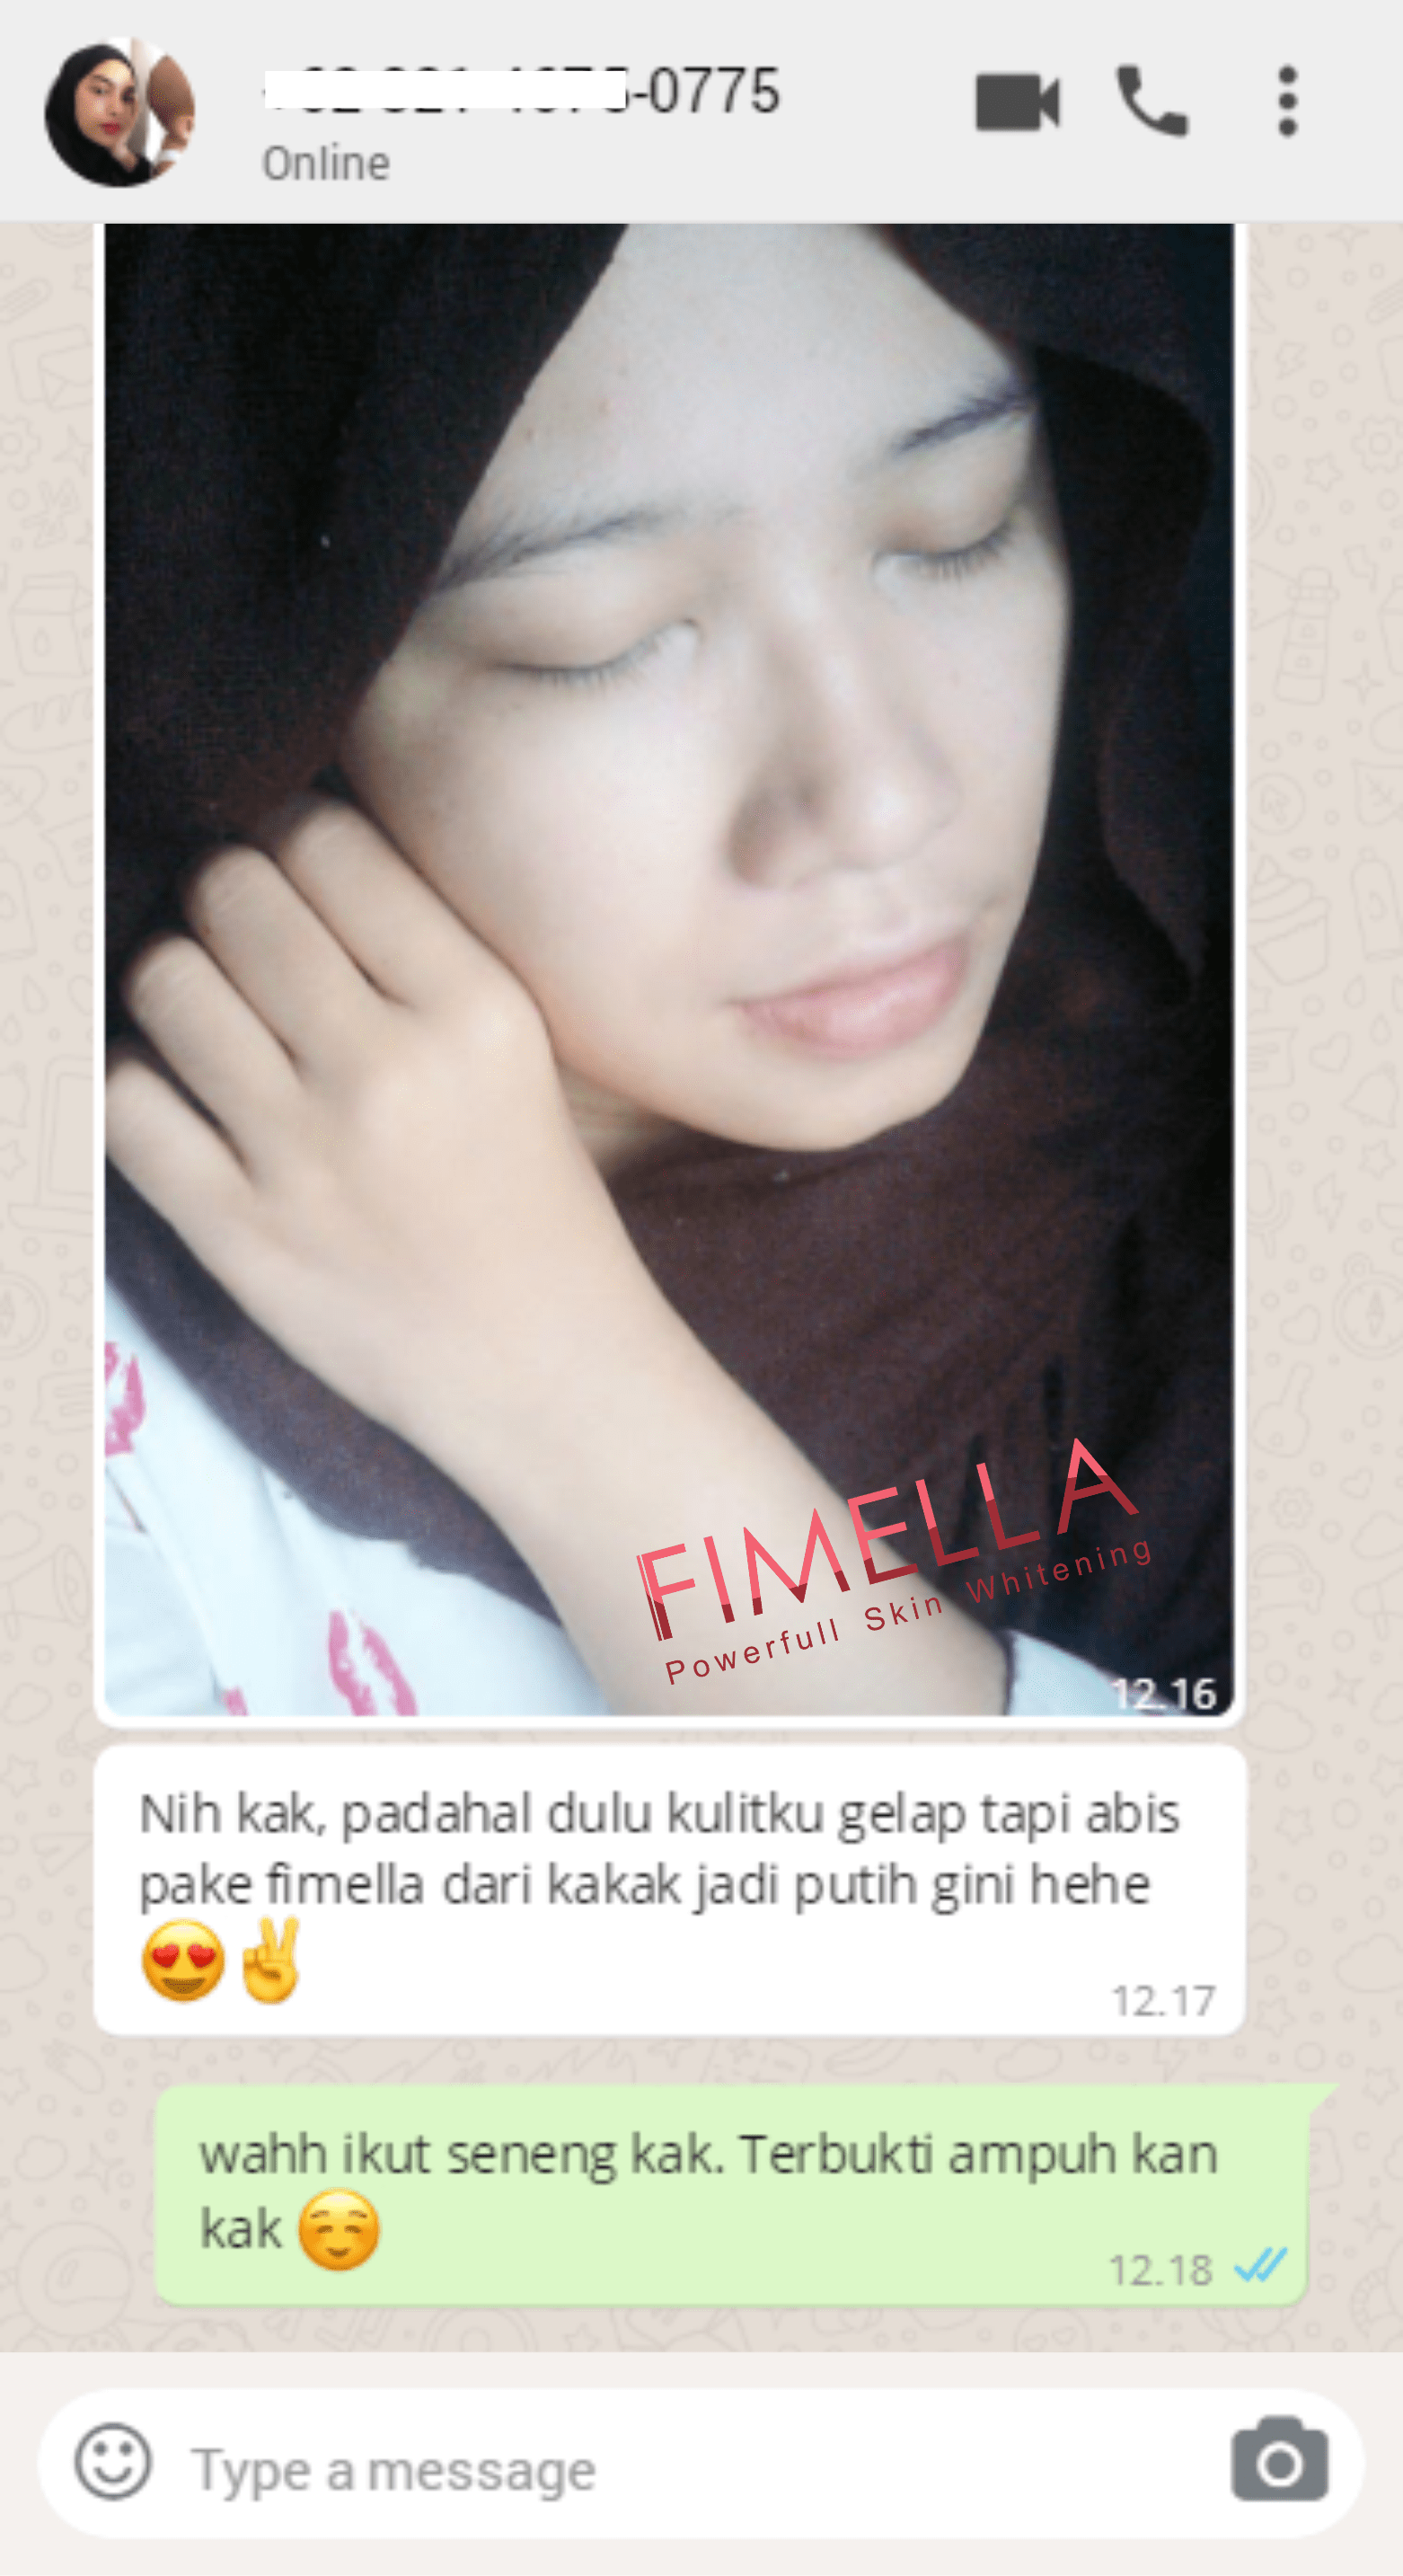 -0775
Online
FIMELLA
Powerfull Skin Whitening
12.16
Nih kak, padahal dulu kulitku gelap tapi abis
pake fimella dari kakak jadi putih gini hehe
😍✌
12.17
wahh ikut seneng kak. Terbukti ampuh kan
kak ☺
12.18
Type a message